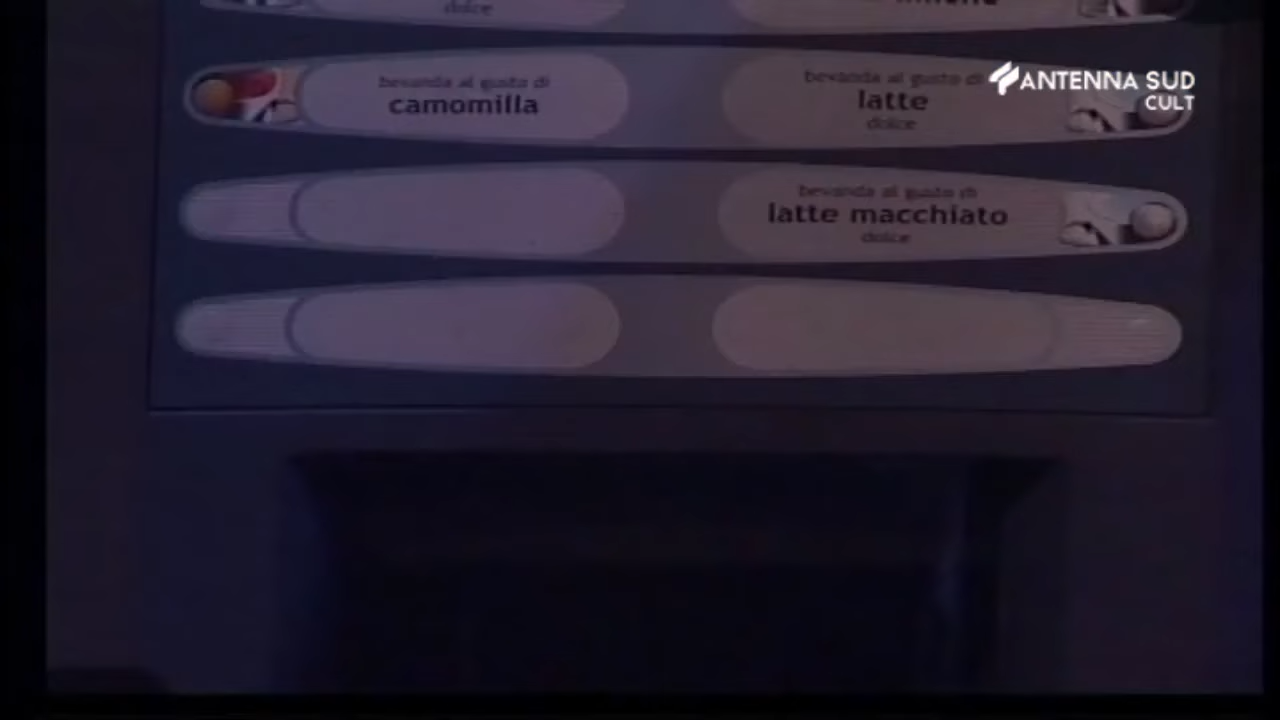 dolce
bevanda al gusto di
camomilla
bevanda al gusto di
latte
dolce
ANTENNA SUD
CULT
bevanda al gusto di
latte macchiato
dolce